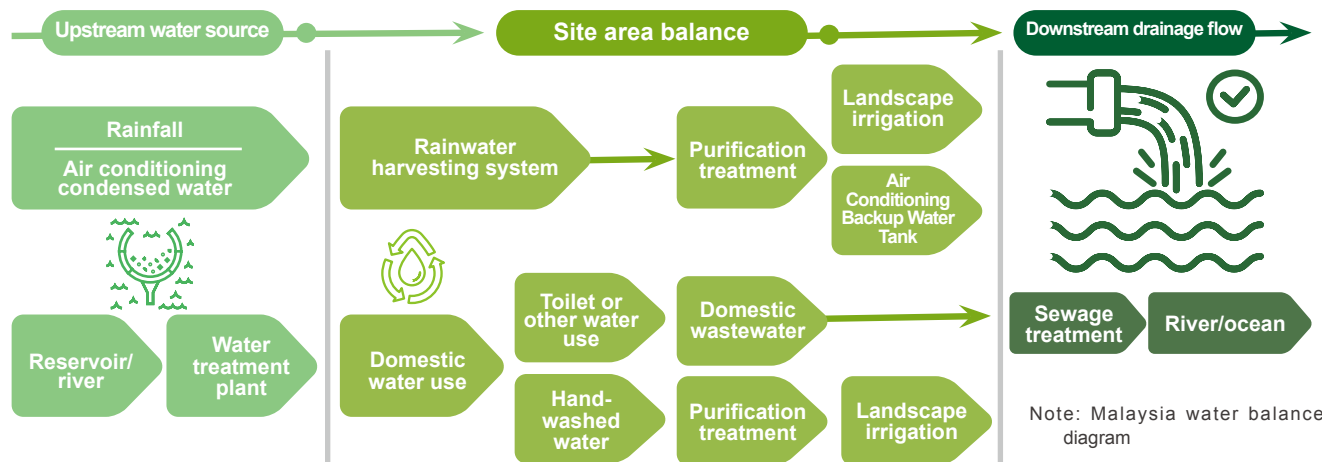 Upstream water source
Site area balance
Downstream drainage flow
Rainfall
Air conditioning
condensed water
Rainwater
harvesting system
Purification
treatment
Landscape
irrigation
Air
Conditioning
Backup Water
Tank
Reservoir/
river
Water
treatment
plant
Domestic
water use
Toilet or
other water
use
Domestic
wastewater
Hand-
washed
water
Purification
treatment
Landscape
irrigation
Sewage
treatment
River/ocean
Note: Malaysia water balance
diagram